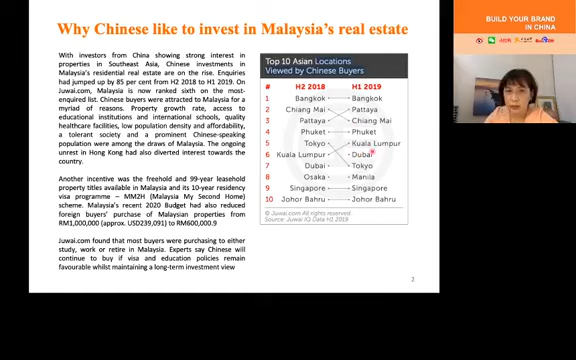 Why Chinese like to invest in Malaysia's real estate
BUILD YOUR BRAND
IN CHINA
With investors from China showing strong interest in
properties in Southeast Asia, Chinese investments in
Malaysia's residential real estate are on the rise. Enquiries
had jumped up by 85 per cent from H2 2018 to H1 2019. On
Juwai.com, Malaysia is now ranked sixth on the most-
enquired list. Chinese buyers were attracted to Malaysia for a
myriad of reasons. Property growth rate, access to
educational institutions and international schools, quality
healthcare facilities, low population density and affordability,
a tolerant society and a prominent Chinese-speaking
population were among the draws of Malaysia. The ongoing
unrest in Hong Kong had also diverted interest towards the
country.
Another incentive was the freehold and 99-year leasehold
property titles available in Malaysia and its 10-year residency
visa programme – MM2H (Malaysia My Second Home)
scheme. Malaysia's recent 2020 Budget had also reduced
foreign buyers' purchase of Malaysian properties from
RM1,000,000 (approx. USD239,091) to RM600,000.9
Juwai.com found that most buyers were purchasing to either
study, work or retire in Malaysia. Experts say Chinese will
continue to buy if visa and education policies remain
favourable whilst maintaining a long-term investment view
Top 10 Asian Locations
Viewed by Chinese Buyers
# H2 2018 H1 2019
1 Bangkok Bangkok
2 Chiang Mai Pattaya
3 Pattaya Chiang Mai
4 Phuket Phuket
5 Tokyo Kuala Lumpur
6 Kuala Lumpur Dubai
7 Dubai Tokyo
8 Osaka Manila
9 Singapore Singapore
10 Johor Bahru Johor Bahru
© Juwai.com. All rights reserved.
Source: Juwai IQ Data H1 2019
2